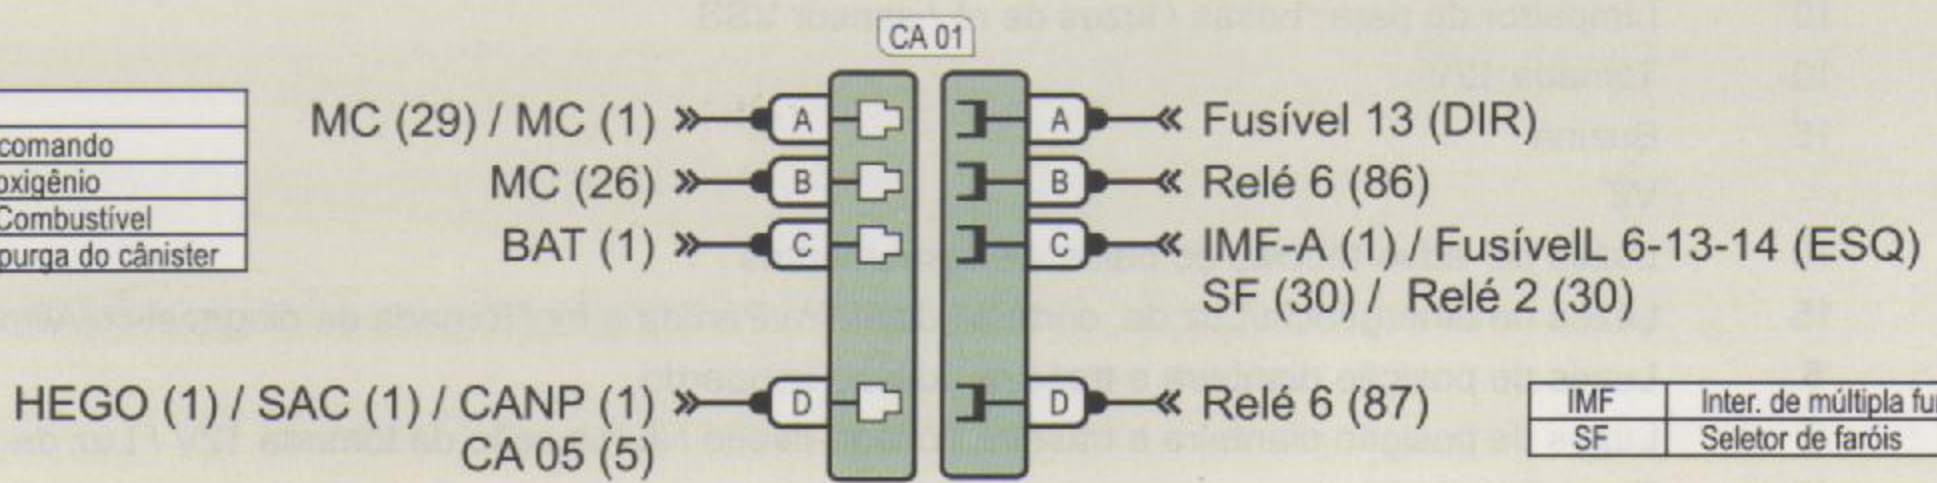 CA 01
comando
oxigênio
Combustível
purga do cânister
MC (29) / MC (1)
A
A
Fusível 13 (DIR)
MC (26)
B
B
Relé 6 (86)
BAT (1)
C
C
IMF-A (1) / FusívelL 6-13-14 (ESQ)
SF (30) / Relé 2 (30)
HEGO (1) / SAC (1) / CANP (1)
CA 05 (5)
D
D
Relé 6 (87)
IMF Inter. de múltipla
SF Seletor de faróis